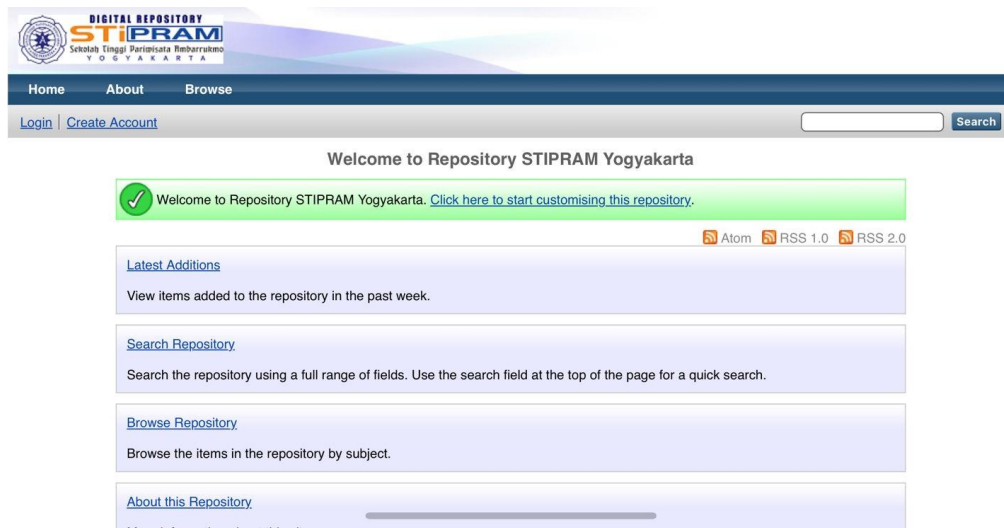 DIGITAL REPOSITORY
STiPRAM
Sekolah Tinggi Pariwisata Ambarrukmo
YOGYAKARTA
Home About Browse
Login | Create Account Search
Welcome to Repository STIPRAM Yogyakarta
Welcome to Repository STIPRAM Yogyakarta. Click here to start customising this repository.
Atom RSS 1.0 RSS 2.0
Latest Additions
View items added to the repository in the past week.
Search Repository
Search the repository using a full range of fields. Use the search field at the top of the page for a quick search.
Browse Repository
Browse the items in the repository by subject.
About this Repository